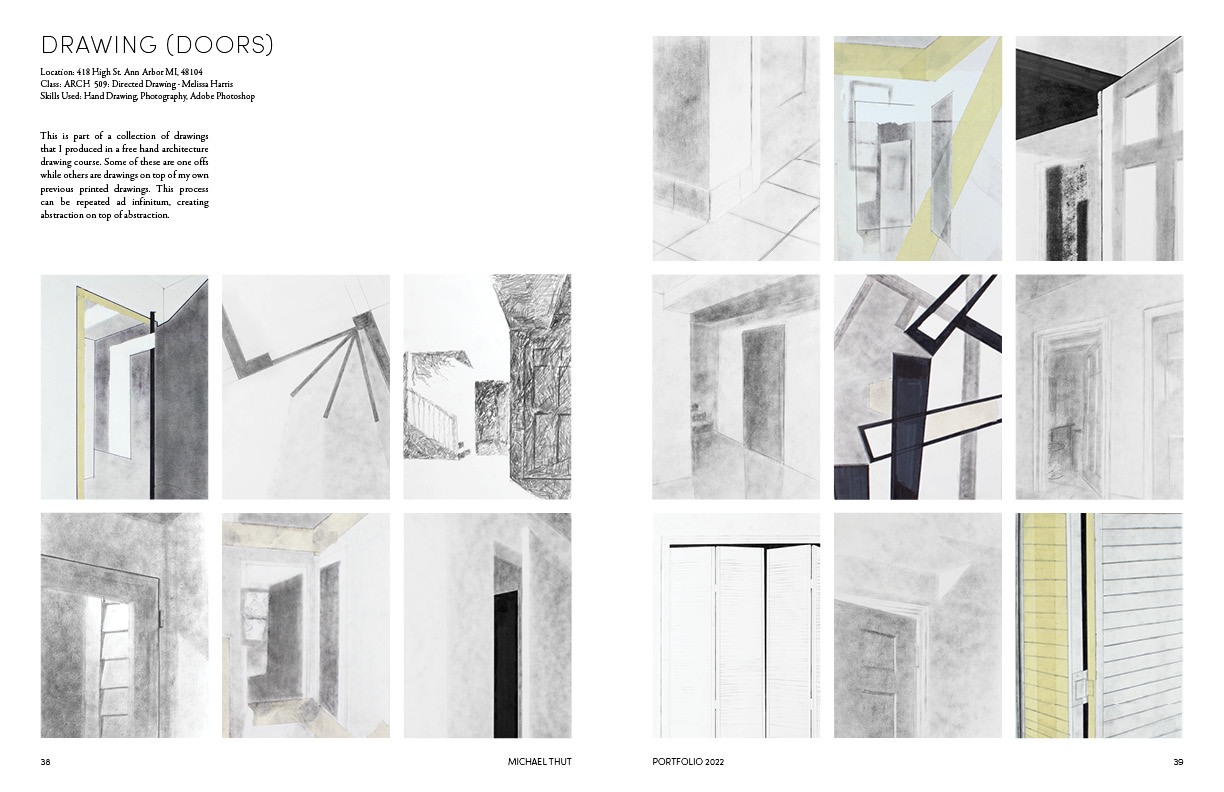 DRAWING (DOORS)
Location: 418 High St. Ann Arbor MI, 48104
Class: ARCH 509: Directed Drawing - Melissa Harris
Skills Used: Hand Drawing, Photography, Adobe Photoshop
This is part of a collection of drawings
that I produced in a free hand architecture
drawing course. Some of these are one offs
while others are drawings on top of my own
previous printed drawings. This process
can be repeated ad infinitum, creating
abstraction on top of abstraction.
38
MICHAEL THUT
PORTFOLIO 2022
39